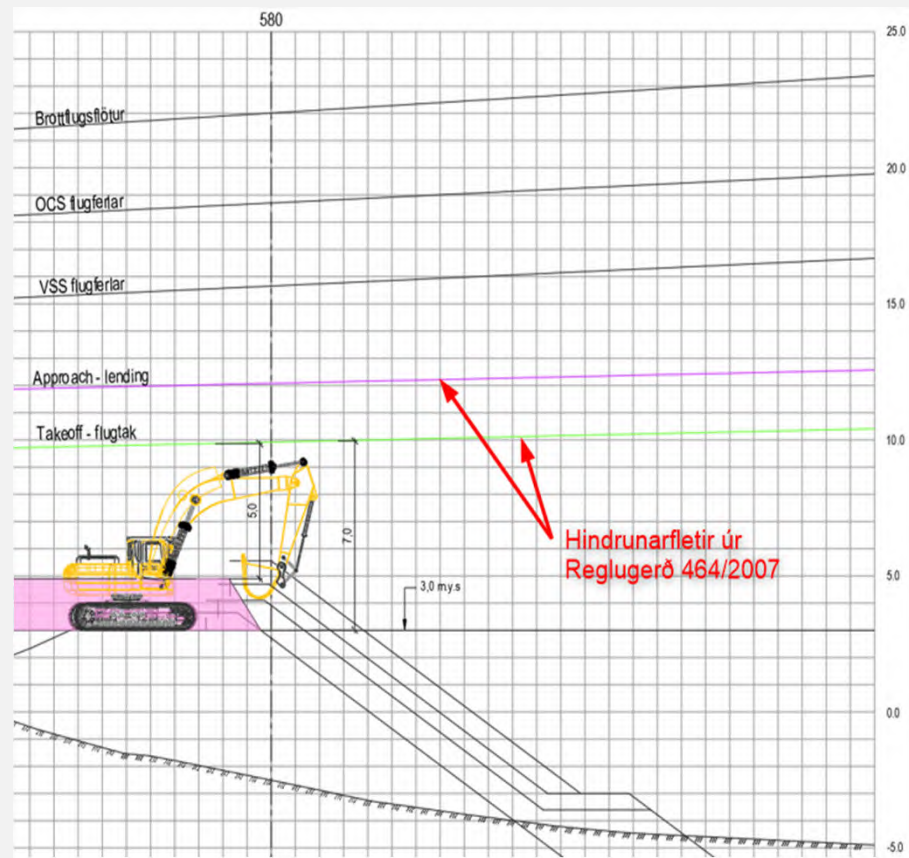 580
25.0
Brottflugsflötur
20.0
OCS flugferlar
VSS flugferlar
15.0
Approach - lending
Takeoff - flugtak
10.0
5,0
7,0
Hindrunarfletir úr
Reglugerð 464/2007
5.0
3,0 m.y.s
0.0
-5.0